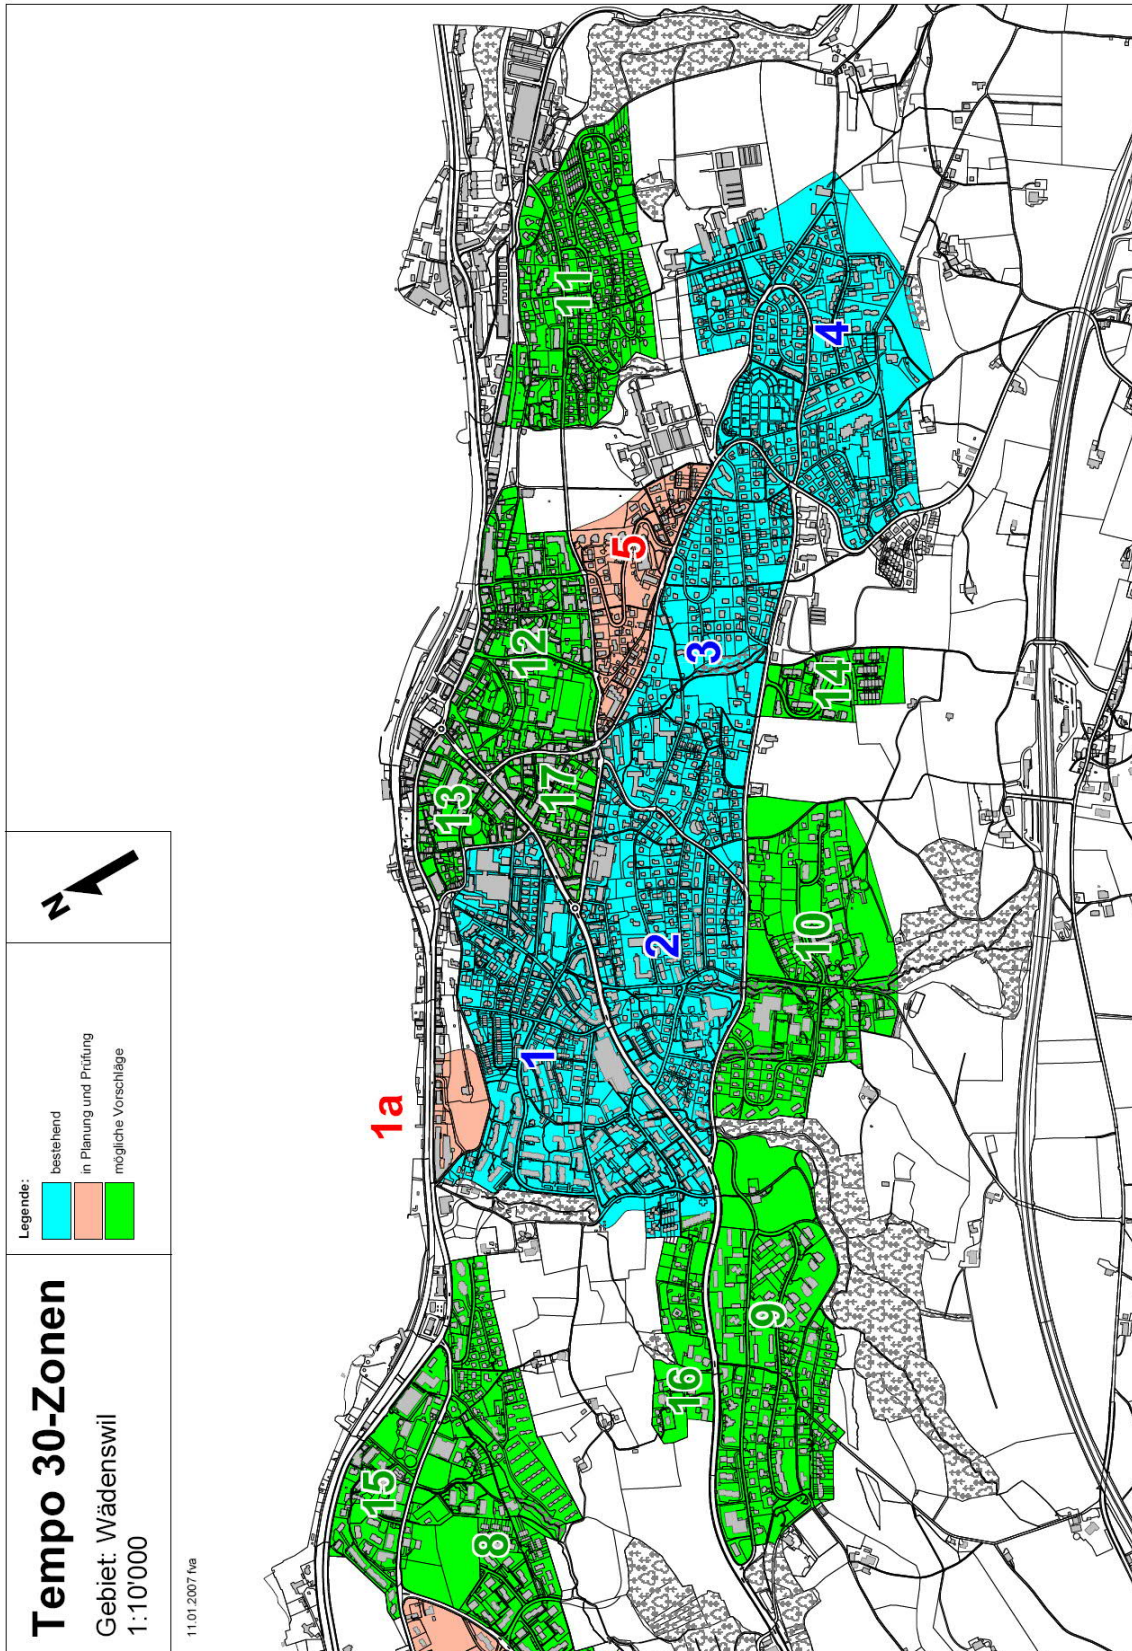 Tempo 30-Zonen
Gebiet: Wädenswil
1:10'000
Legende:
bestehend
in Planung und Prüfung
mögliche Vorschläge
N
11.01.2007 fva
15
8
16
9
1a
1
2
10
13
17
12
3
14
5
11
4